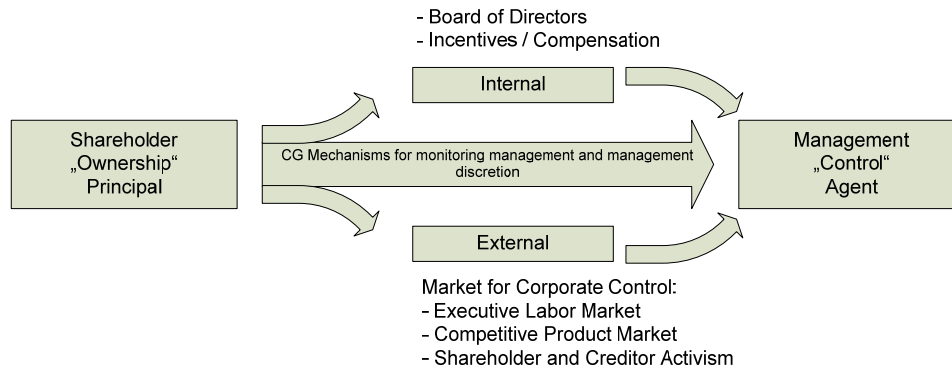 - Board of Directors
- Incentives / Compensation
Internal
Shareholder
„Ownership“
Principal
CG Mechanisms for monitoring management and management
discretion
Management
„Control“
Agent
External
Market for Corporate Control:
- Executive Labor Market
- Competitive Product Market
- Shareholder and Creditor Activism